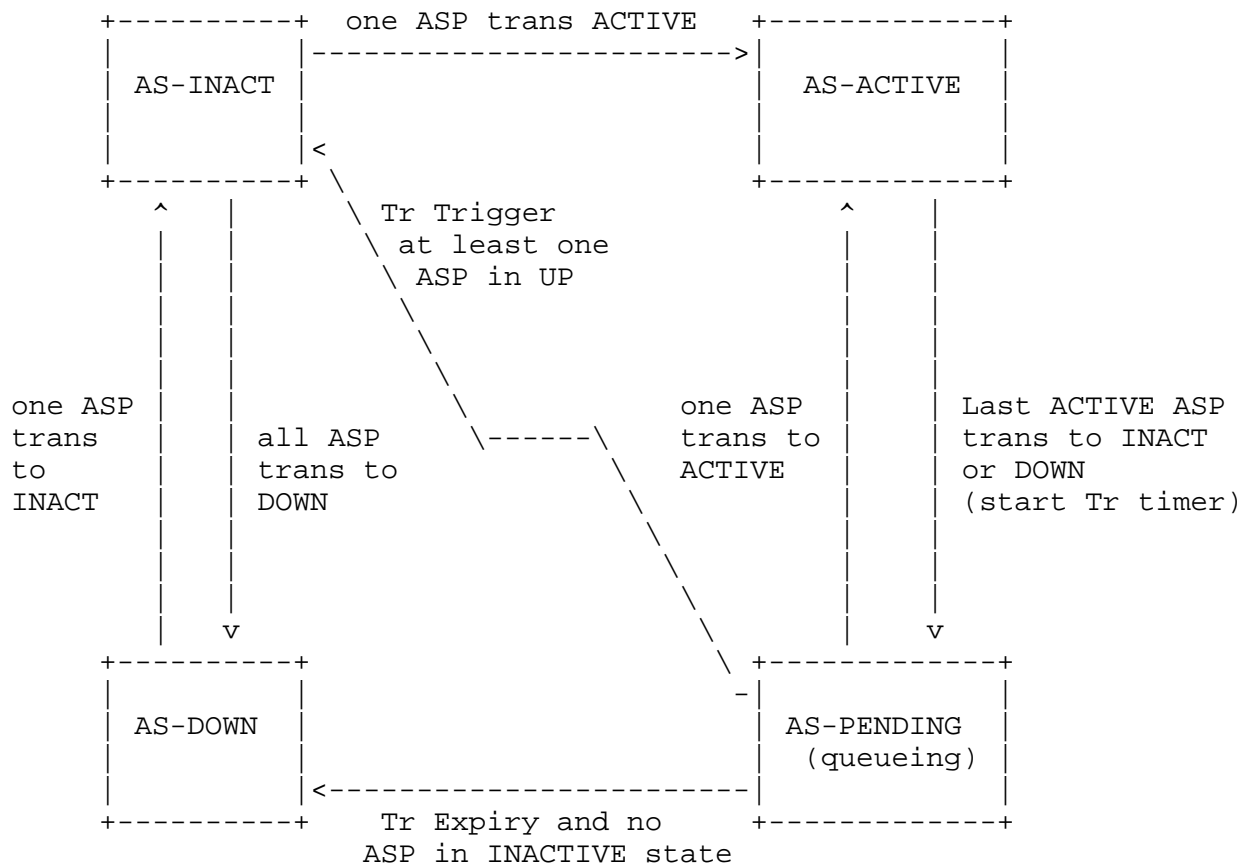 one ASP trans ACTIVE
AS-INACT
AS-ACTIVE
Tr Trigger
at least one
ASP in UP
one ASP
trans
to
INACT
all ASP
trans to
DOWN
one ASP
trans to
ACTIVE
Last ACTIVE ASP
trans to INACT
or DOWN
(start Tr timer)
AS-DOWN
AS-PENDING
(queueing)
Tr Expiry and no
ASP in INACTIVE state